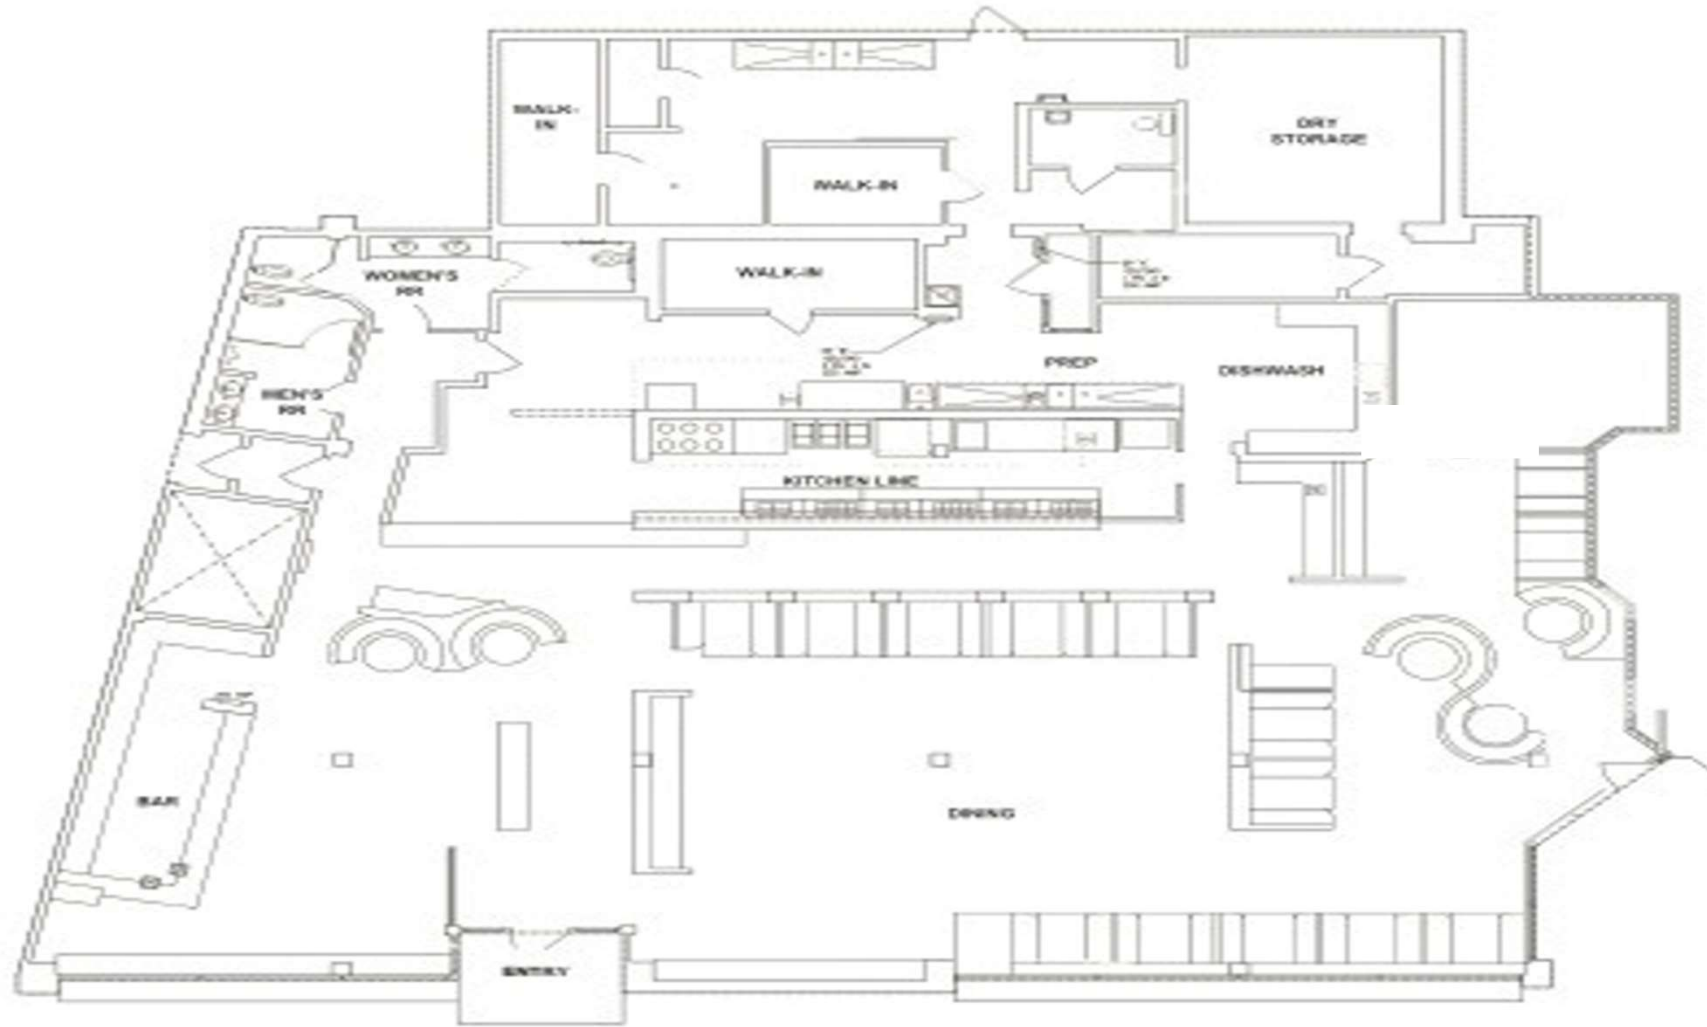 WALK-
IN
DRY
STORAGE
WALK-IN
WALK-IN
WOMEN'S
RR
PREP
DISHWASH
MEN'S
RR
KITCHEN LINE
BAR
DINING
ENTRY